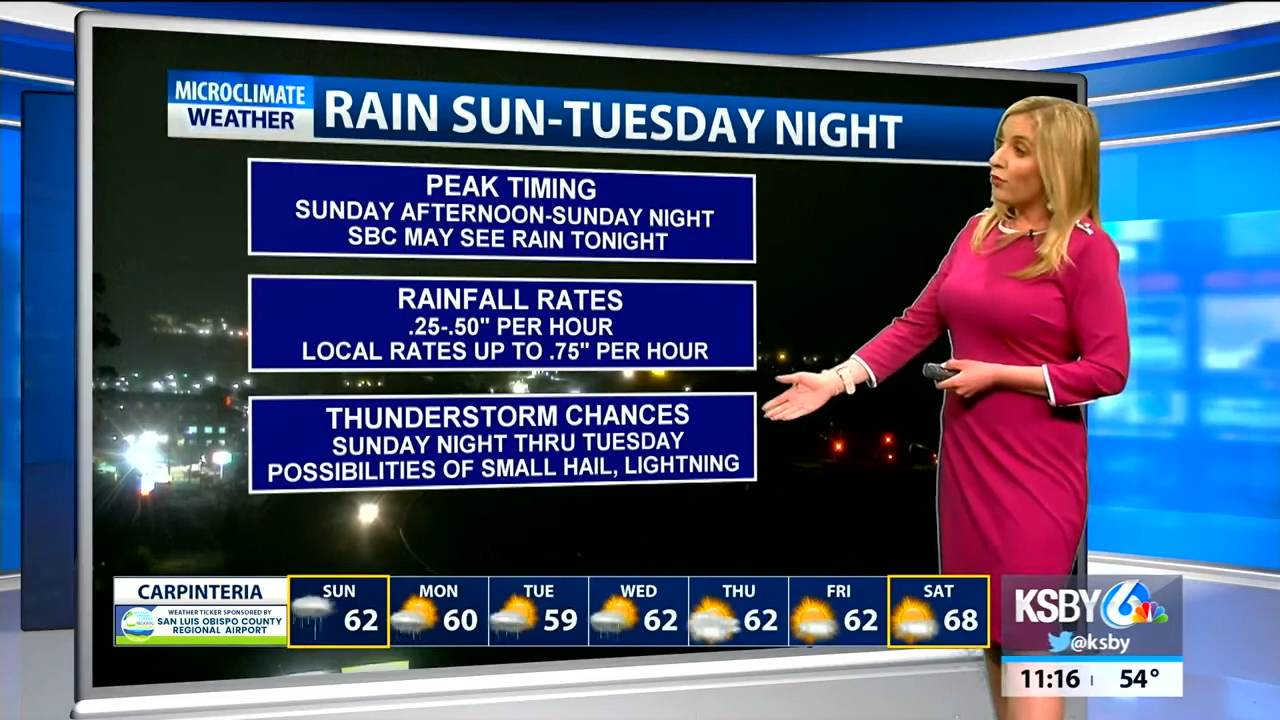 MICROCLIMATE
WEATHER
RAIN SUN-TUESDAY NIGHT
PEAK TIMING
SUNDAY AFTERNOON-SUNDAY NIGHT
SBC MAY SEE RAIN TONIGHT
RAINFALL RATES
.25-.50" PER HOUR
LOCAL RATES UP TO .75" PER HOUR
THUNDERSTORM CHANCES
SUNDAY NIGHT THRU TUESDAY
POSSIBILITIES OF SMALL HAIL, LIGHTNING
CARPINTERIA
WEATHER TICKER SPONSORED BY
SAN LUIS OBISPO COUNTY
REGIONAL AIRPORT
SUN
62
MON
60
TUE
59
WED
62
THU
62
FRI
62
SAT
68
KSBY 6
@ksby
11:16 54°